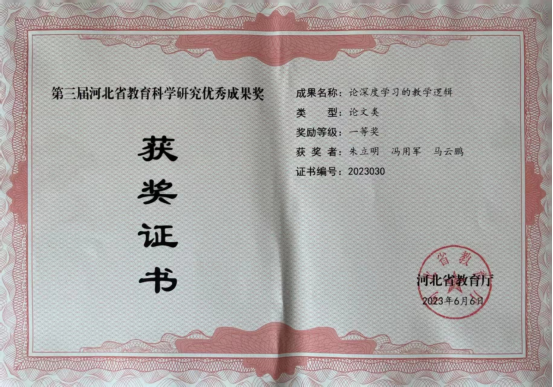 第三届河北省教育科学研究优秀成果奖
获奖证书
成果名称：论深度学习的教学逻辑
类　　型：论文类
奖励等级：一等奖
获 奖 者：朱立明　冯用军　马云鹏
证书编号：2023030
河北省教育厅
2023年6月6日